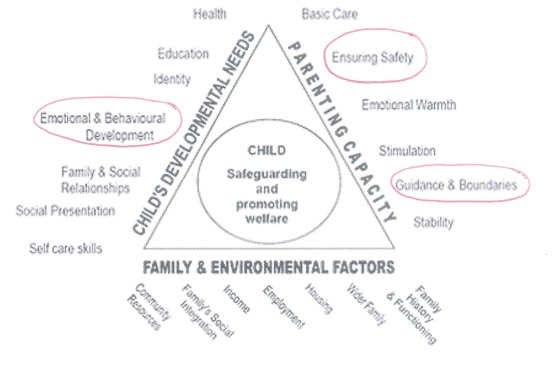 Health
Education
Identity
Emotional & Behavioural
Development
Family & Social
Relationships
Social Presentation
Self care skills
CHILD'S DEVELOPMENTAL NEEDS
CHILD
Safeguarding
and
promoting
welfare
PARENTING CAPACITY
Basic Care
Ensuring Safety
Emotional Warmth
Stimulation
Guidance & Boundaries
Stability
FAMILY & ENVIRONMENTAL FACTORS
Community
Resources
Family's Social
Integration
Income
Employment
Housing
Wider Family
Family
History
& Functioning